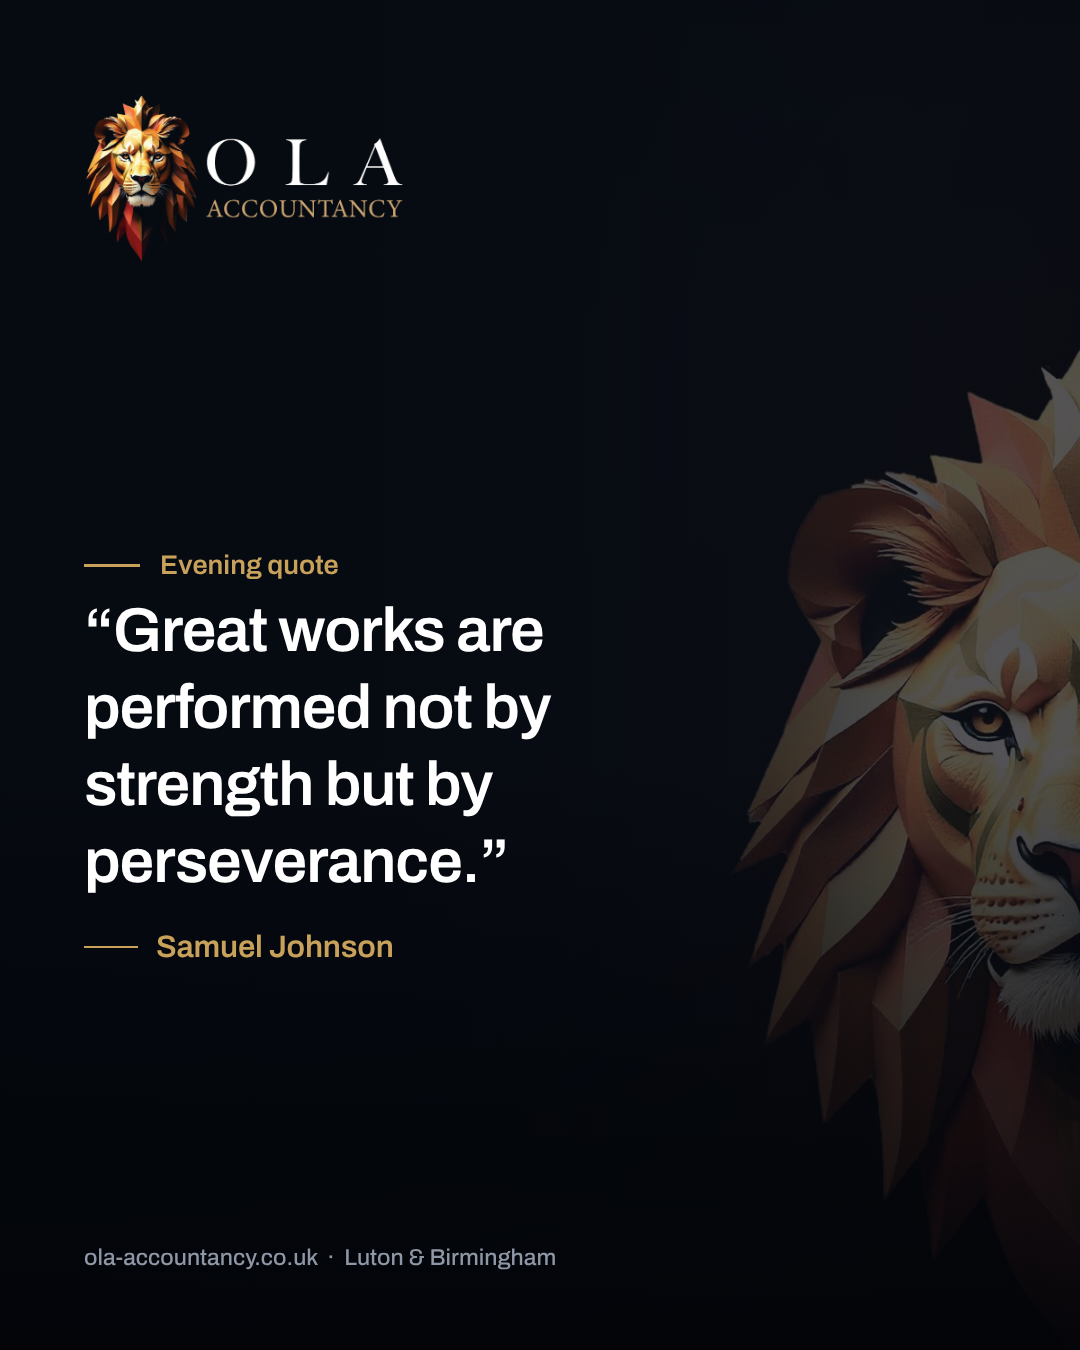 OLA
ACCOUNTANCY
Evening quote
“Great works are
performed not by
strength but by
perseverance.”
Samuel Johnson
ola-accountancy.co.uk · Luton & Birmingham